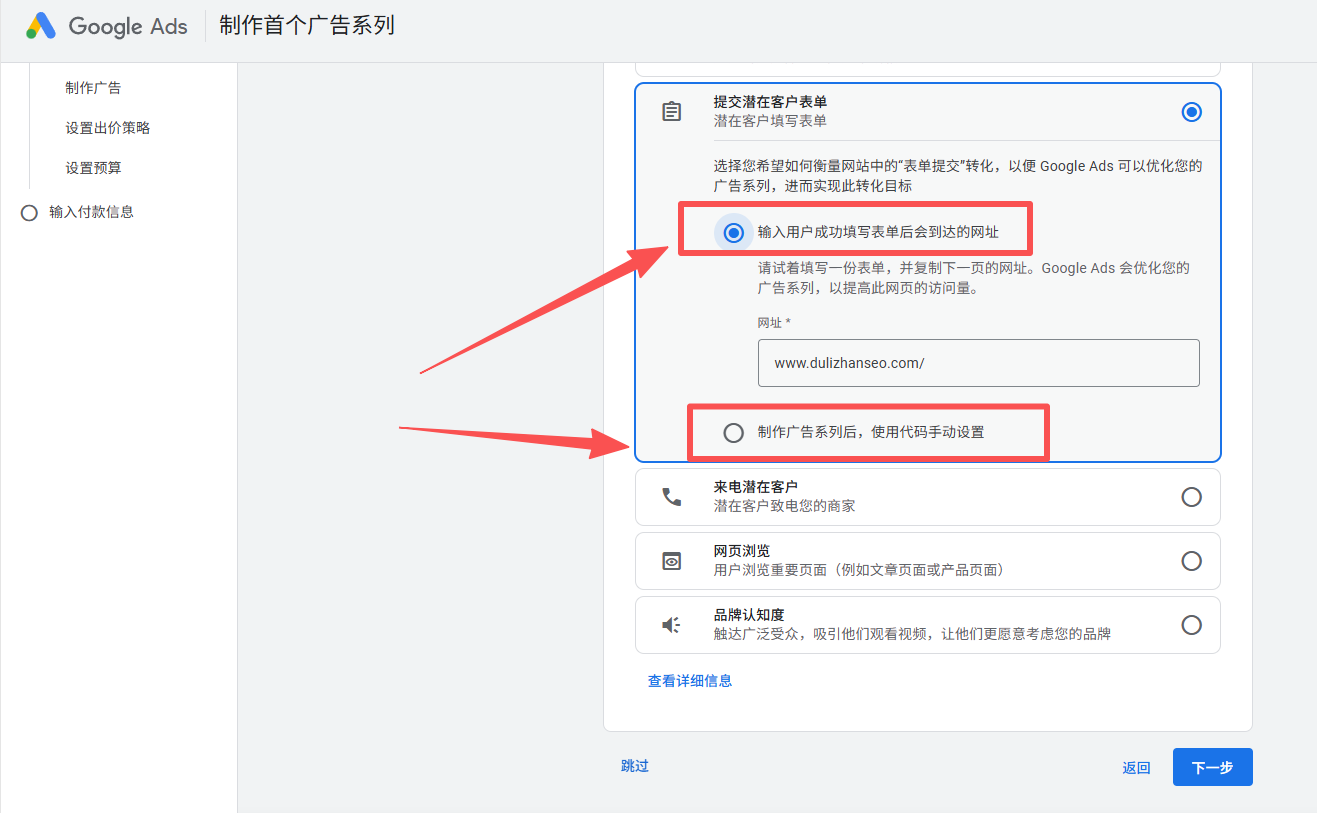 Google Ads 制作首个广告系列
制作广告
设置出价策略
设置预算
输入付款信息
提交潜在客户表单
潜在客户填写表单
选择您希望如何衡量网站中的“表单提交”转化，以便 Google Ads 可以优化您的
广告系列，进而实现此转化目标
输入用户成功填写表单后会到达的网址
请试着填写一份表单，并复制下一页的网址。Google Ads 会优化您的
广告系列，以提高此网页的访问量。
网址 *
www.dulizhanseo.com/
制作广告系列后，使用代码手动设置
来电潜在客户
潜在客户致电您的商家
网页浏览
用户浏览重要页面（例如文章页面或产品页面）
品牌认知度
触达广泛受众，吸引他们观看视频，让他们更愿意考虑您的品牌
查看详细信息
跳过
返回
下一步